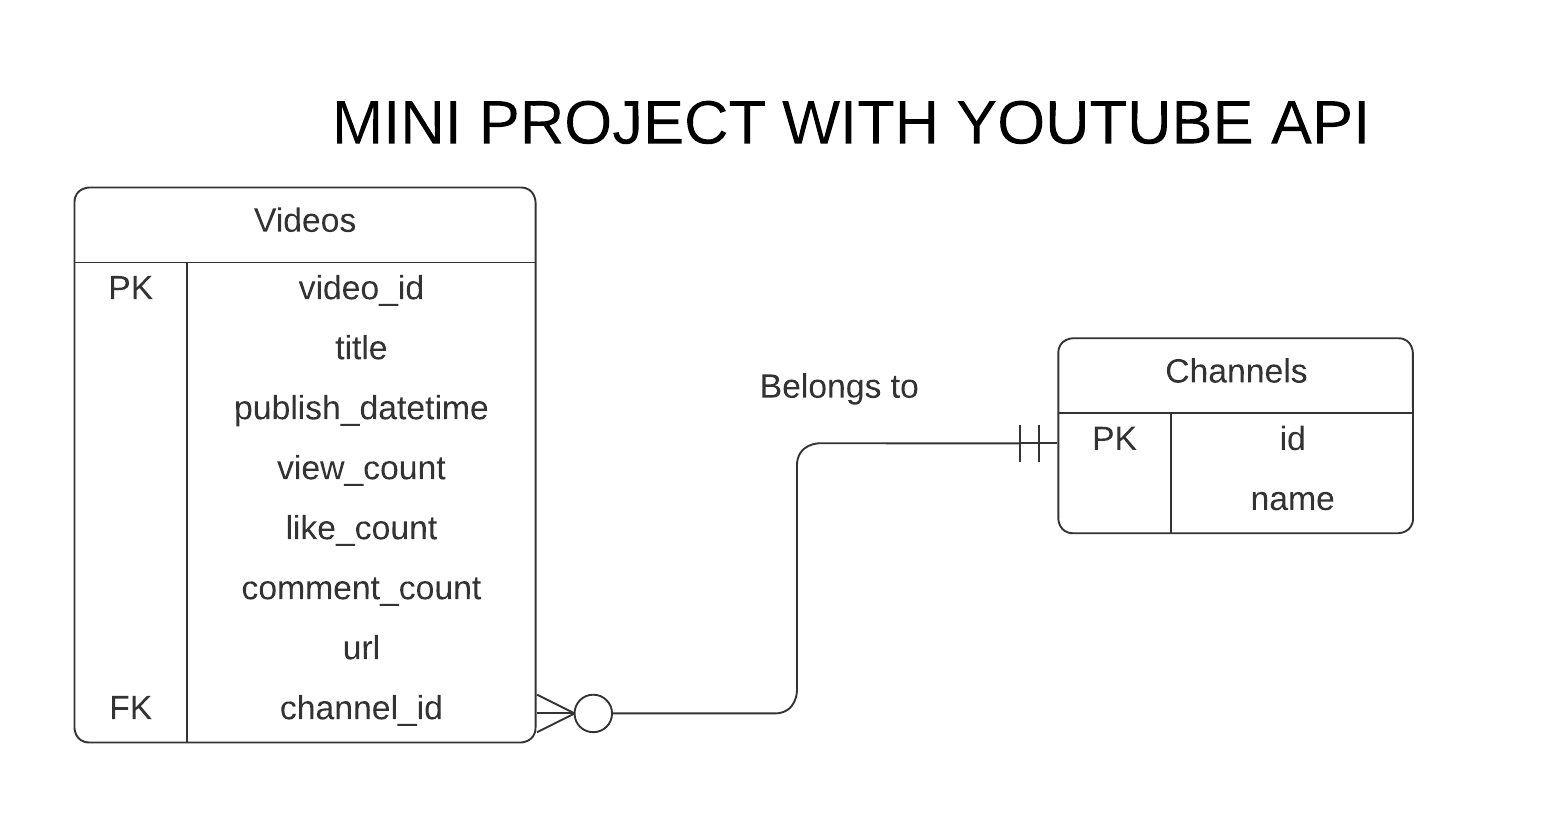 MINI PROJECT WITH YOUTUBE API
Videos
PK video_id
title
publish_datetime
view_count
like_count
comment_count
url
FK channel_id
Belongs to
Channels
PK id
name